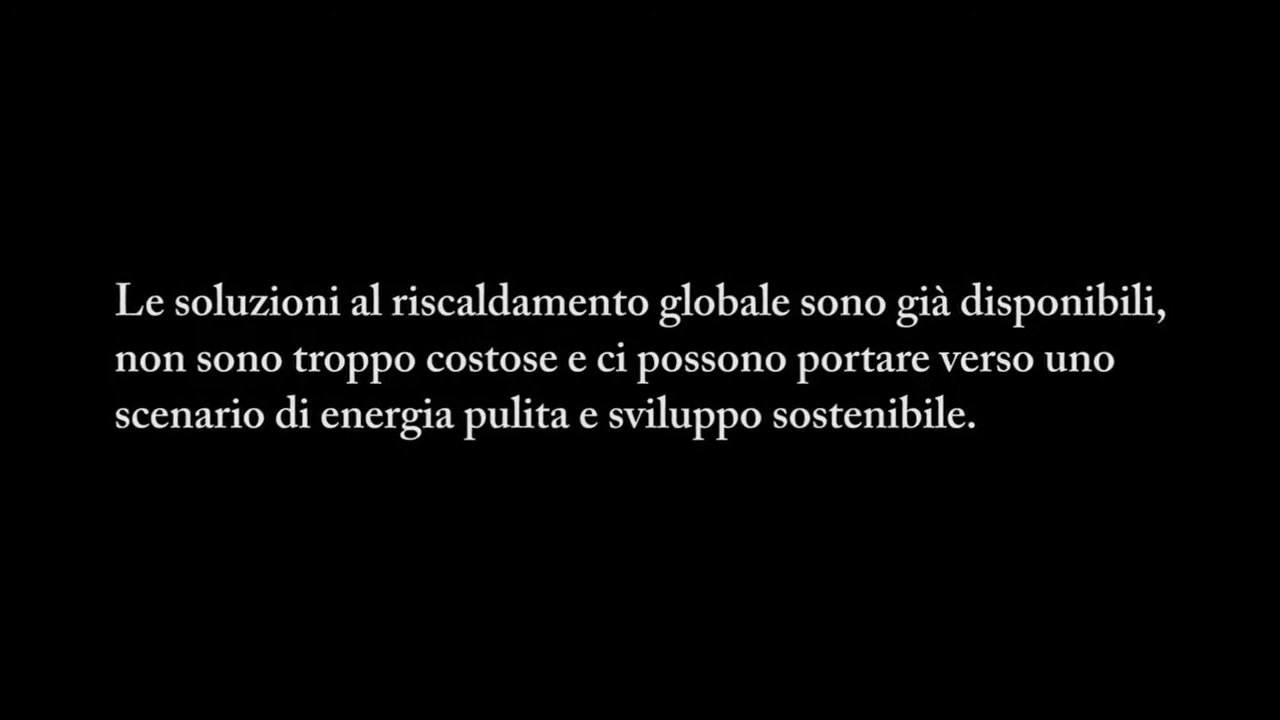 Le soluzioni al riscaldamento globale sono già disponibili,
non sono troppo costose e ci possono portare verso uno
scenario di energia pulita e sviluppo sostenibile.